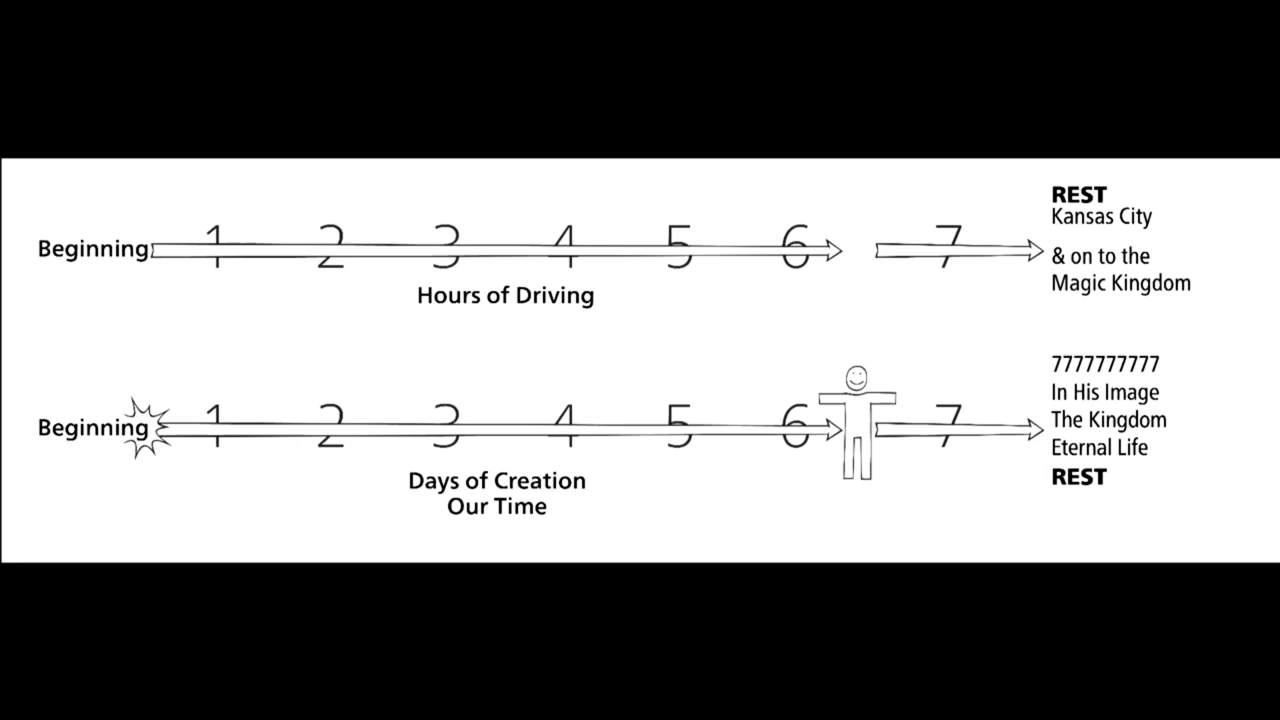 REST
Kansas City
Beginning 1 2 3 4 5 6 7
& on to the
Magic Kingdom
Hours of Driving
7777777777
In His Image
The Kingdom
Beginning 1 2 3 4 5 6 7
Eternal Life
REST
Days of Creation
Our Time